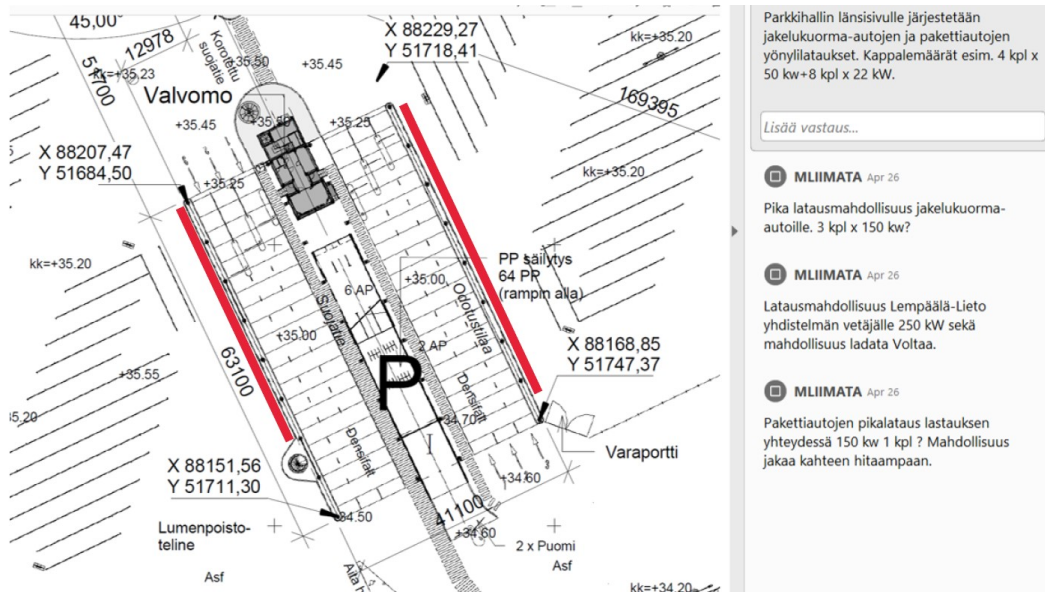 45,00°
12978
51700
kk=+35.23
Korotettu
suojatie
+35.50
+35.45
X 88229,27
Y 51718,41
kk=+35.20
169395
Valvomo
+35.45
+35.25
X 88207,47
Y 51684,50
+35.25
kk=+35.20
kk=+35.20
PP säilytys
64 PP
(rampin alla)
+35.00
6 AP
Suojatie
Odotustilaa
+35.00
2 AP
X 88168,85
Y 51747,37
P
63100
+35.55
Densifalt
Densifalt
34.70
Varaportti
X 88151,56
Y 51711,30
+34.60
34.50
41100
+34.60
Lumenpoisto-
teline
2 x Puomi
Asf
Asf
kk=+34.20
Parkkihallin länsisivulle järjestetään
jakelukuorma-autojen ja pakettiautojen
yönylilataukset. Kappalemäärät esim. 4 kpl x
50 kw+8 kpl x 22 kW.
Lisää vastaus...
MLIIMATA Apr 26
Pika latausmahdollisuus jakelukuorma-
autoille. 3 kpl x 150 kw?
MLIIMATA Apr 26
Latausmahdollisuus Lempäälä-Lieto
yhdistelmän vetäjälle 250 kW sekä
mahdollisuus ladata Voltaa.
MLIIMATA Apr 26
Pakettiautojen pikalataus lastauksen
yhteydessä 150 kw 1 kpl ? Mahdollisuus
jakaa kahteen hitaampaan.